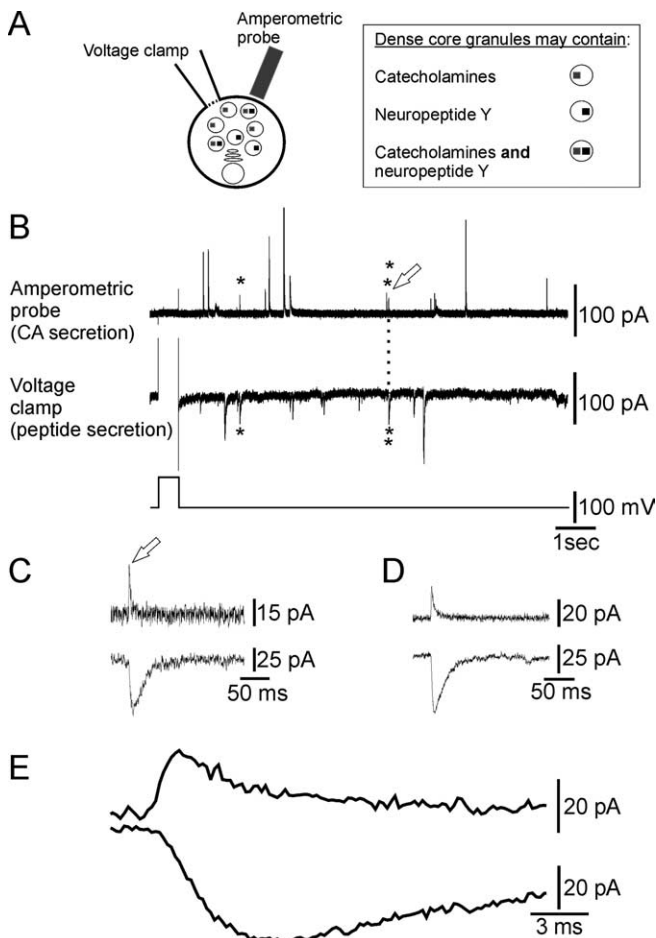 A
Amperometric
probe
Voltage clamp
Dense core granules may contain:
Catecholamines
Neuropeptide Y
Catecholamines and
neuropeptide Y
B
* * *
Amperometric
probe
(CA secretion)
100 pA
Voltage
clamp
(peptide secretion)
100 pA
* * *
100 mV
1sec
C
15 pA
25 pA
50 ms
D
20 pA
25 pA
50 ms
E
20 pA
20 pA
3 ms